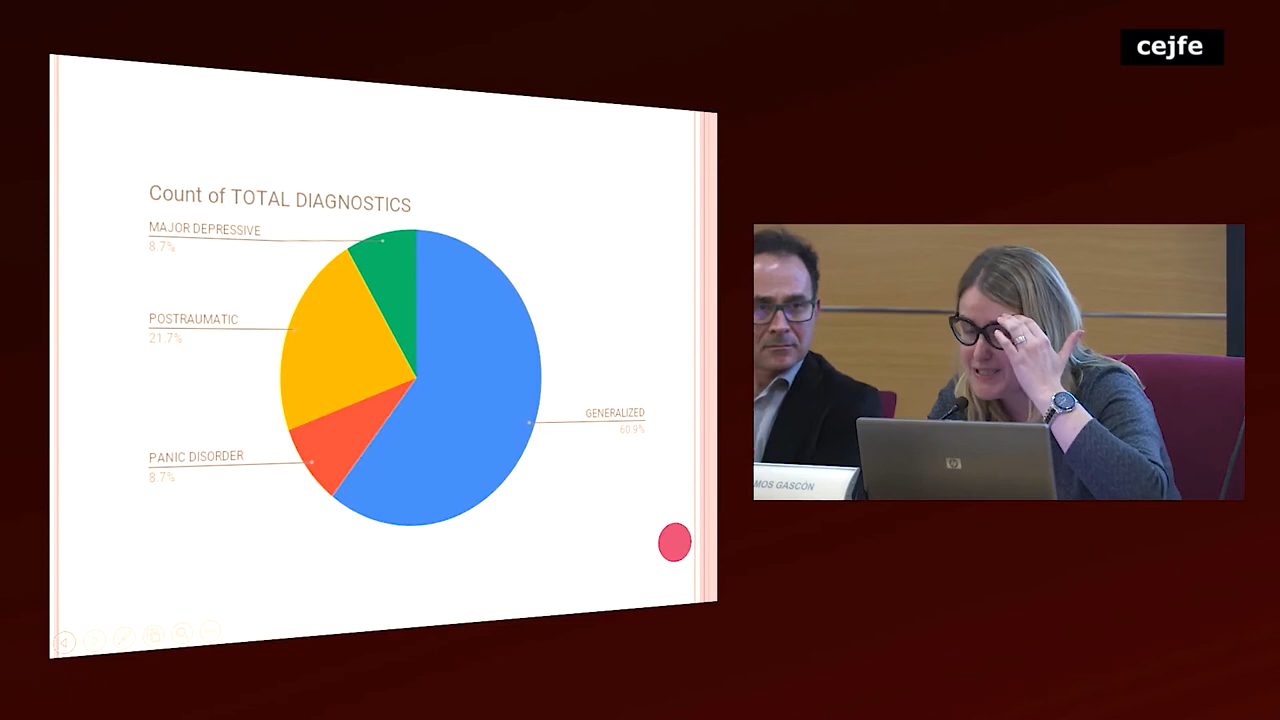 cejfe
Count of TOTAL DIAGNOSTICS
MAJOR DEPRESSIVE
8.7%
POSTRAUMATIC
21.7%
GENERALIZED
60.9%
PANIC DISORDER
8.7%
MOS GASCÓN
hp